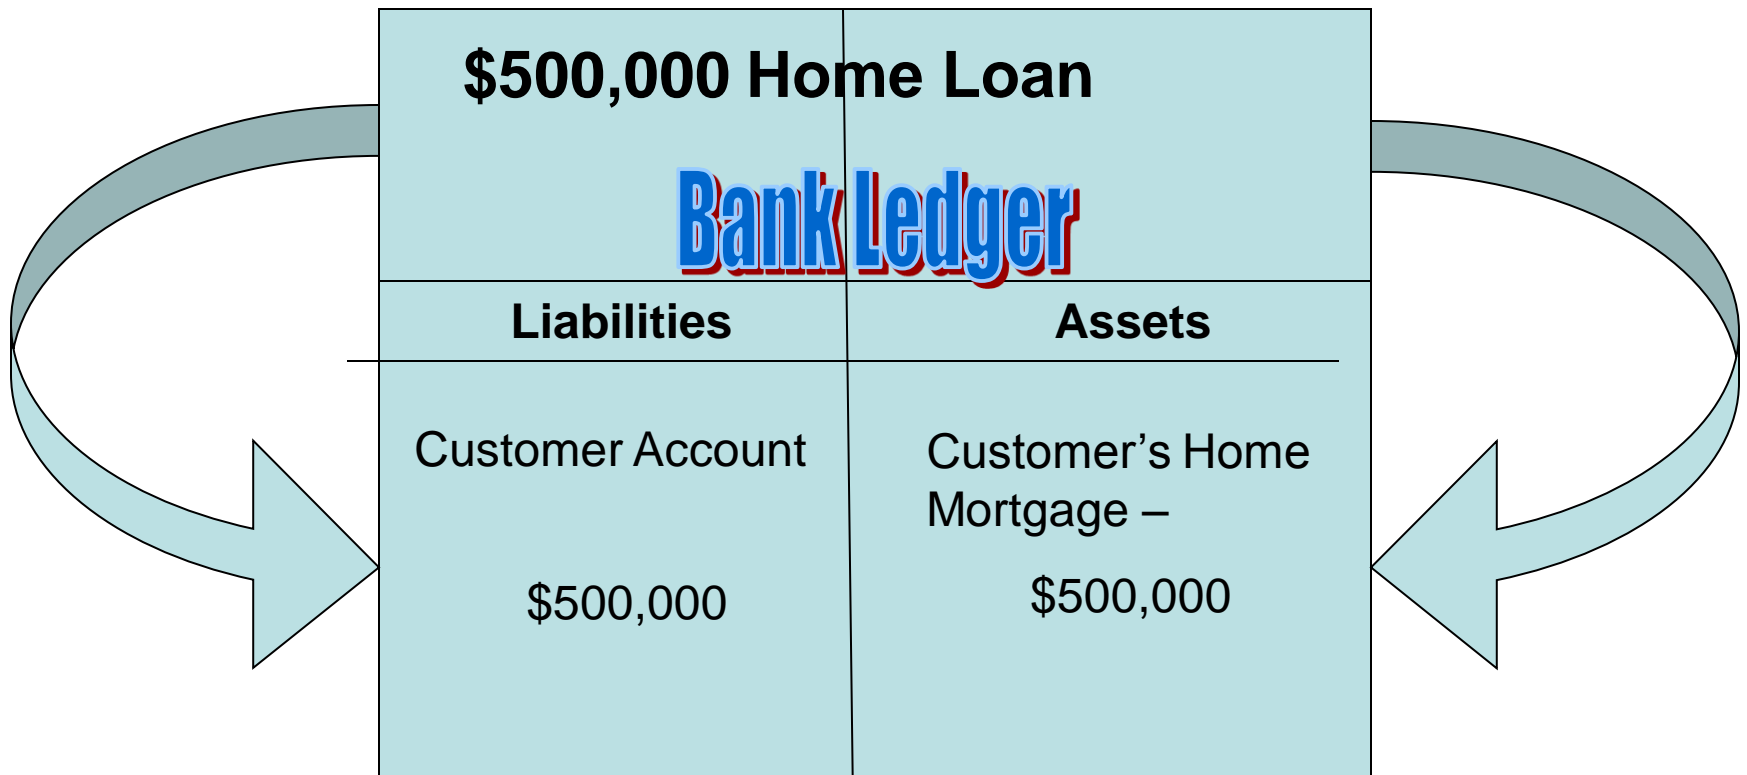 $500,000 Home Loan
Bank Ledger
Liabilities
Assets
Customer Account
$500,000
Customer’s Home
Mortgage –
$500,000